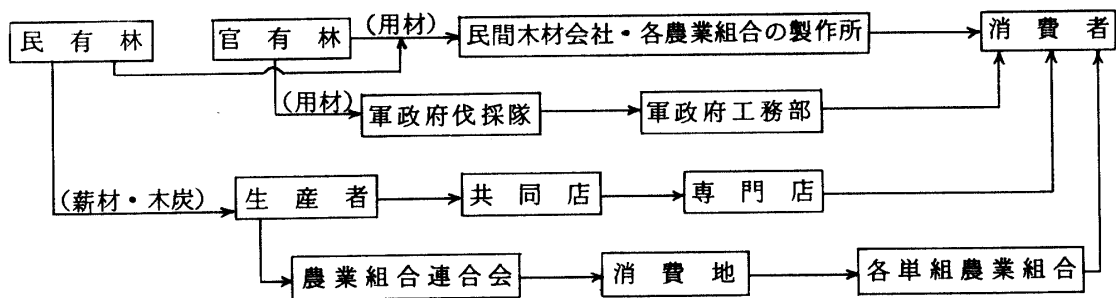 民有林
官有林
(用材)
民間木材会社・各農業組合の製作所
消費者
(用材)
軍政府伐採隊
軍政府工務部
(薪材・木炭)
生産者
共同店
専門店
農業組合連合会
消費地
各単組農業組合